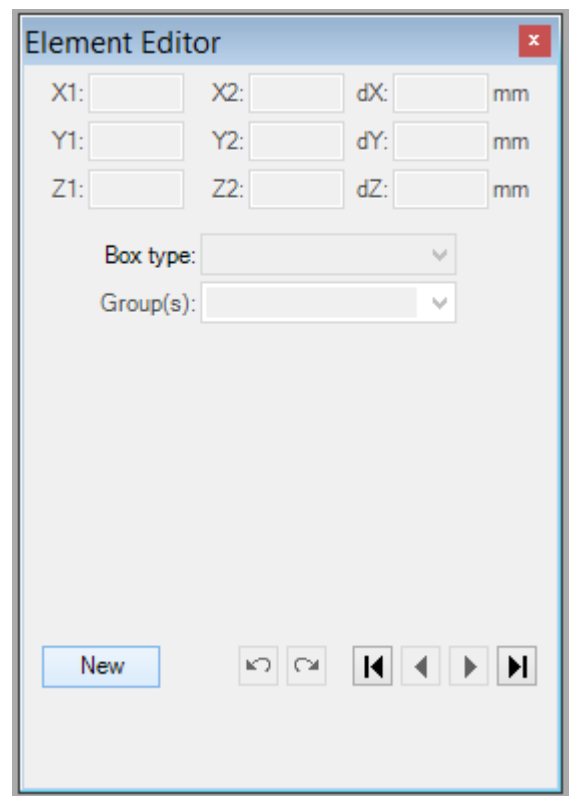 Element Editor
X1: X2: dX: mm
Y1: Y2: dY: mm
Z1: Z2: dZ: mm
Box type:
Group(s):
New